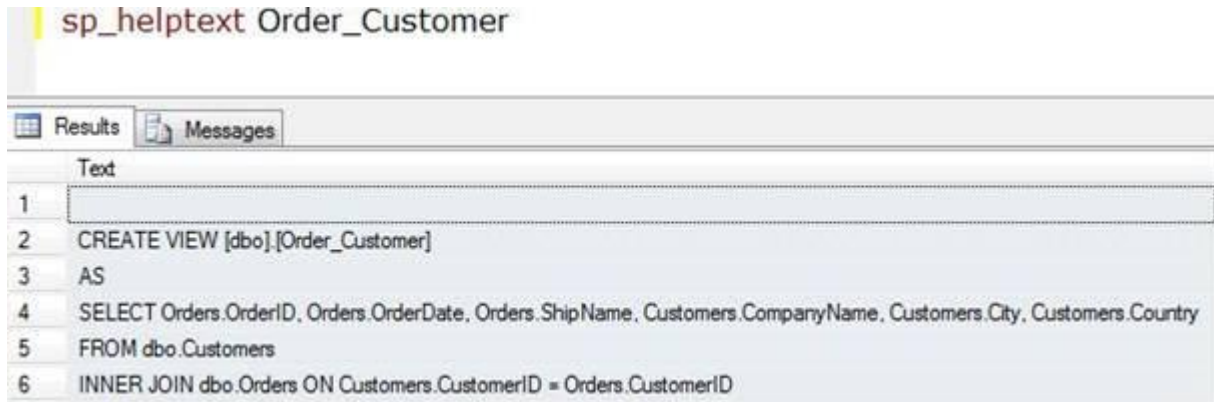 sp_helptext Order_Customer
Results Messages
Text
1
2 CREATE VIEW [dbo].[Order_Customer]
3 AS
4 SELECT Orders.OrderID, Orders.OrderDate, Orders.ShipName, Customers.CompanyName, Customers.City, Customers.Country
5 FROM dbo.Customers
6 INNER JOIN dbo.Orders ON Customers.CustomerID = Orders.CustomerID